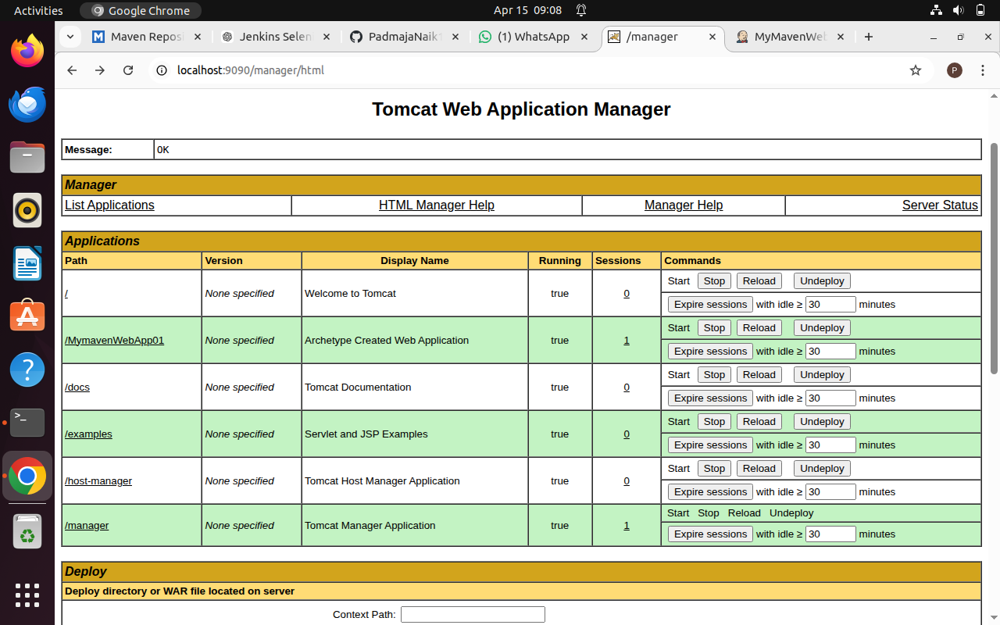 Activities Google Chrome Apr 15 09:08
Maven Reposi Jenkins Selen PadmajaNaik1 (1) WhatsApp /manager MyMavenWeb
localhost:9090/manager/html P
Tomcat Web Application Manager
Message: OK
Manager
List Applications HTML Manager Help Manager Help Server Status
Applications
Path Version Display Name Running Sessions Commands
/ None specified Welcome to Tomcat true 0 Start Stop Reload Undeploy
Expire sessions with idle ≥ 30 minutes
/MymavenWebApp01 None specified Archetype Created Web Application true 1 Start Stop Reload Undeploy
Expire sessions with idle ≥ 30 minutes
/docs None specified Tomcat Documentation true 0 Start Stop Reload Undeploy
Expire sessions with idle ≥ 30 minutes
/examples None specified Servlet and JSP Examples true 0 Start Stop Reload Undeploy
Expire sessions with idle ≥ 30 minutes
/host-manager None specified Tomcat Host Manager Application true 0 Start Stop Reload Undeploy
Expire sessions with idle ≥ 30 minutes
/manager None specified Tomcat Manager Application true 1 Start Stop Reload Undeploy
Expire sessions with idle ≥ 30 minutes
Deploy
Deploy directory or WAR file located on server
Context Path: